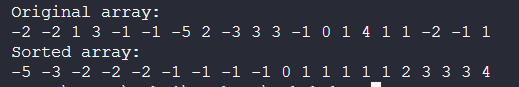 Original array:
-2 -2 1 3 -1 -1 -5 2 -3 3 3 -1 0 1 4 1 1 -2 -1 1
Sorted array:
-5 -3 -2 -2 -2 -1 -1 -1 -1 0 1 1 1 1 1 2 3 3 3 4